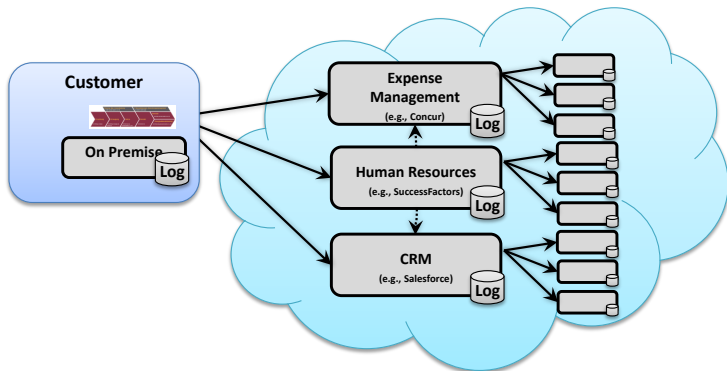 Customer
On Premise
Log
Expense
Management
(e.g., Concur)
Log
Human Resources
(e.g., SuccessFactors)
Log
CRM
(e.g., Salesforce)
Log